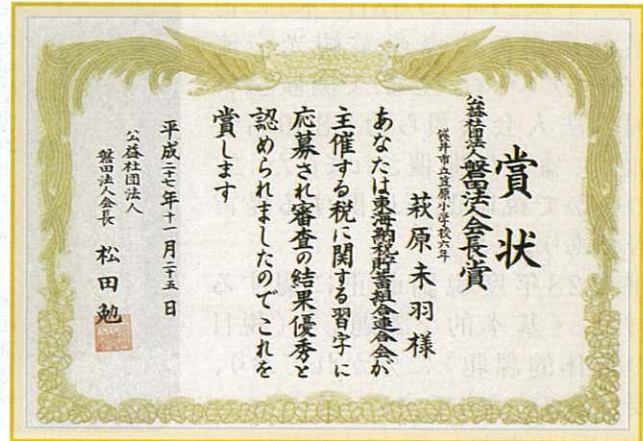 賞状
公益社団法人磐田法人会長賞
袋井市立笠原小学校六年
萩原未羽様
あなたは東海納税貯蓄組合連合会が
主催する税に関する習字に
応募され審査の結果優秀と
認められましたのでこれを
賞します
平成二十七年十一月二十五日
公益社団法人
磐田法人会長 松田勉